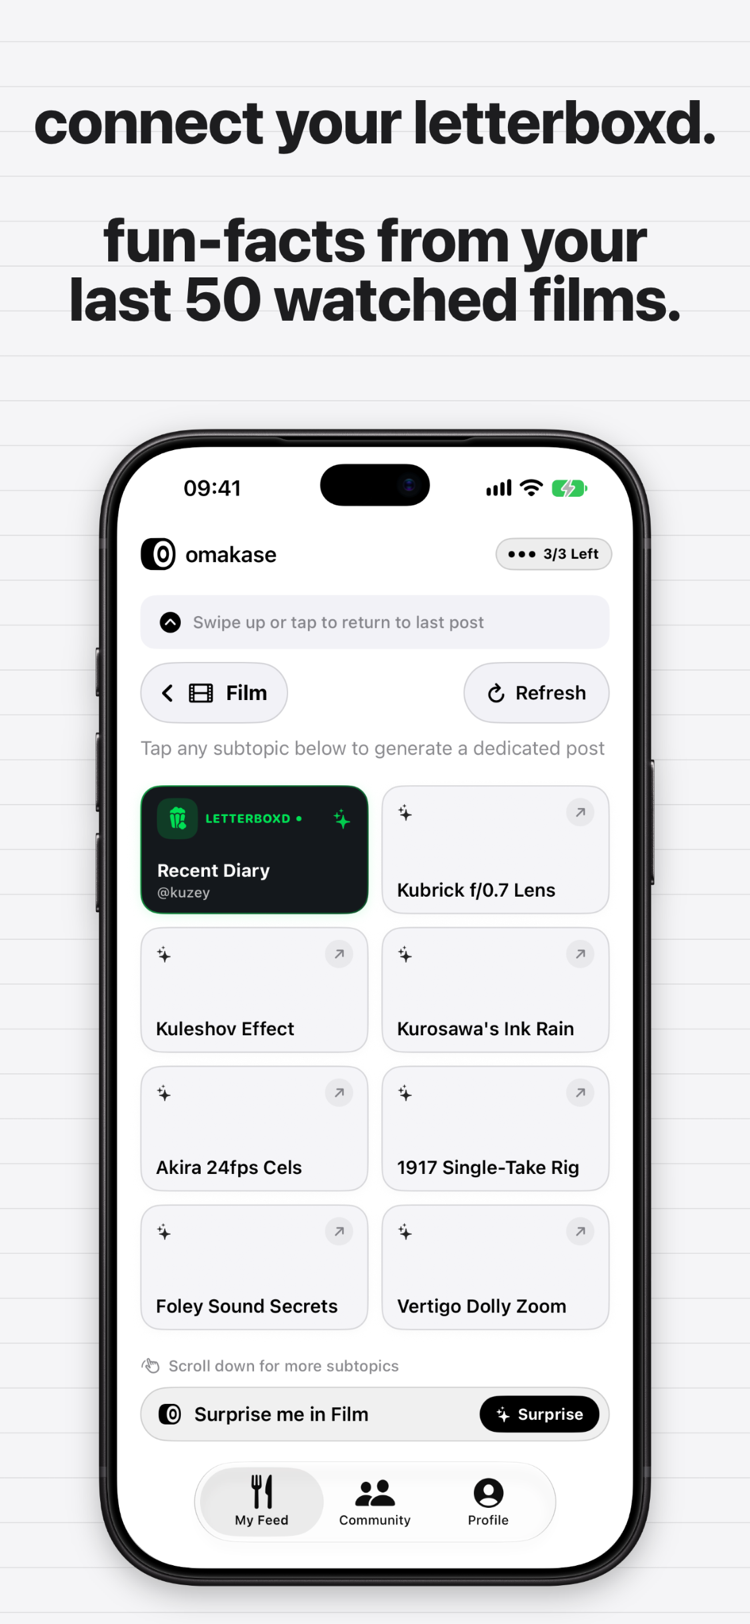 connect your letterboxd.
fun-facts from your
last 50 watched films.
09:41
omakase
3/3 Left
Swipe up or tap to return to last post
Film
Refresh
Tap any subtopic below to generate a dedicated post
LETTERBOXD •
Recent Diary
@kuzey
Kubrick f/0.7 Lens
Kuleshov Effect
Kurosawa's Ink Rain
Akira 24fps Cels
1917 Single-Take Rig
Foley Sound Secrets
Vertigo Dolly Zoom
Scroll down for more subtopics
Surprise me in Film
Surprise
My Feed
Community
Profile